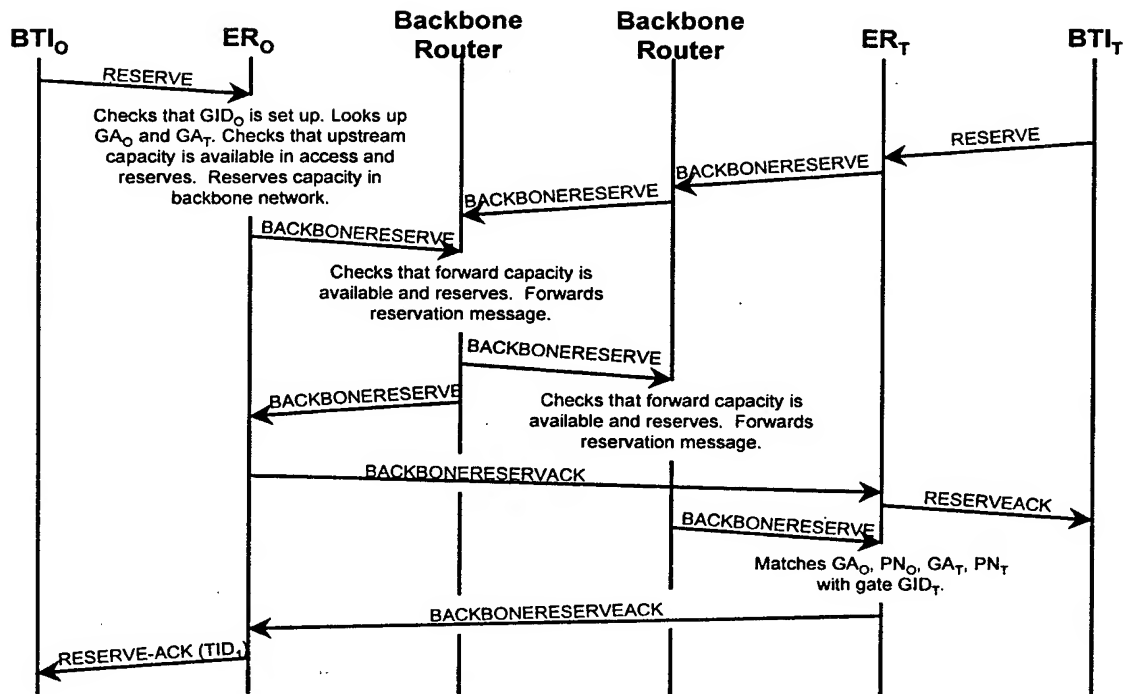 BTI_O
ER_O
Backbone
Router
Backbone
Router
ER_T
BTI_T
RESERVE
Checks that GID_O is set up. Looks up
GA_O and GA_T. Checks that upstream
capacity is available in access and
reserves. Reserves capacity in
backbone network.
RESERVE
BACKBONERESERVE
BACKBONERESERVE
BACKBONERESERVE
Checks that forward capacity is
available and reserves. Forwards
reservation message.
BACKBONERESERVE
BACKBONERESERVE
Checks that forward capacity is
available and reserves. Forwards
reservation message.
BACKBONERESERVACK
RESERVEACK
BACKBONERESERVE
Matches GA_O, PN_O, GA_T, PN_T
with gate GID_T.
BACKBONERESERVEACK
RESERVE-ACK (TID_1)